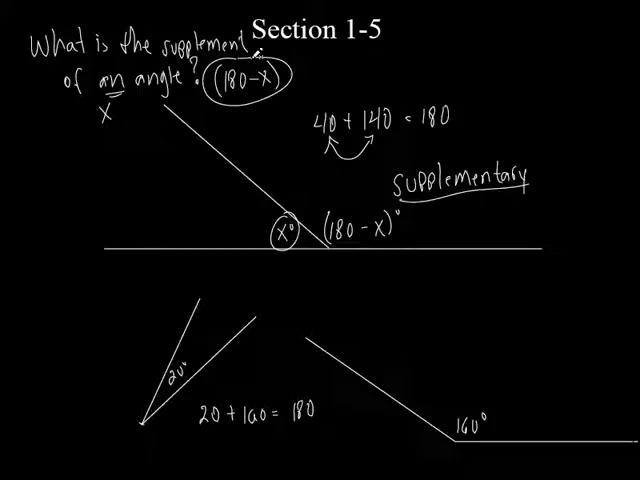 Section 1-5
What is the supplement
of an angle? (180-x)
x
40 + 140 = 180
supplementary
x° (180 - x)°
20°
20 + 160 = 180
160°